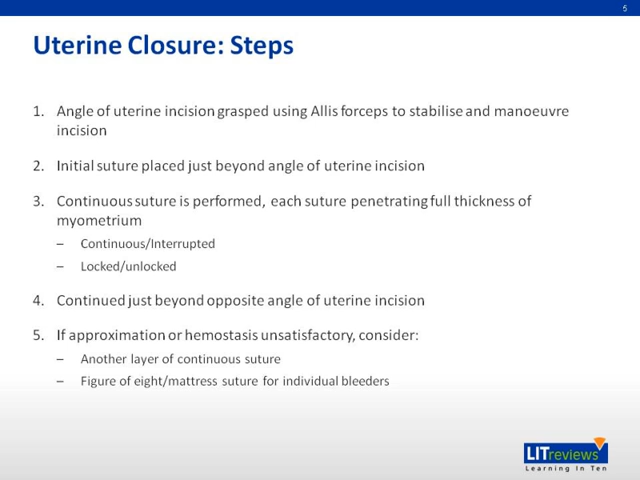 5
Uterine Closure: Steps
1. Angle of uterine incision grasped using Allis forceps to stabilise and manoeuvre
incision
2. Initial suture placed just beyond angle of uterine incision
3. Continuous suture is performed, each suture penetrating full thickness of
myometrium
– Continuous/Interrupted
– Locked/unlocked
4. Continued just beyond opposite angle of uterine incision
5. If approximation or hemostasis unsatisfactory, consider:
– Another layer of continuous suture
– Figure of eight/mattress suture for individual bleeders
LITreviews
Learning In Ten